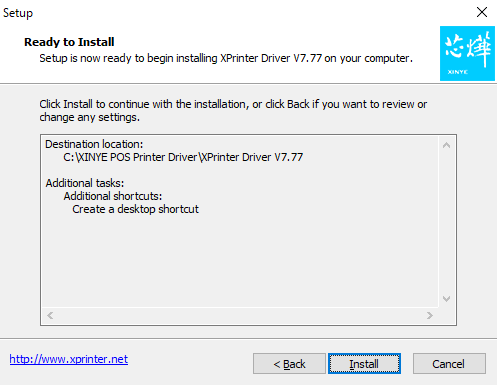 Setup
Ready to Install
Setup is now ready to begin installing XPrinter Driver V7.77 on your computer.
芯烨
XINYE
Click Install to continue with the installation, or click Back if you want to review or
change any settings.
Destination location:
C:\XINYE POS Printer Driver\XPrinter Driver V7.77
Additional tasks:
Additional shortcuts:
Create a desktop shortcut
http://www.xprinter.net
< Back
Install
Cancel